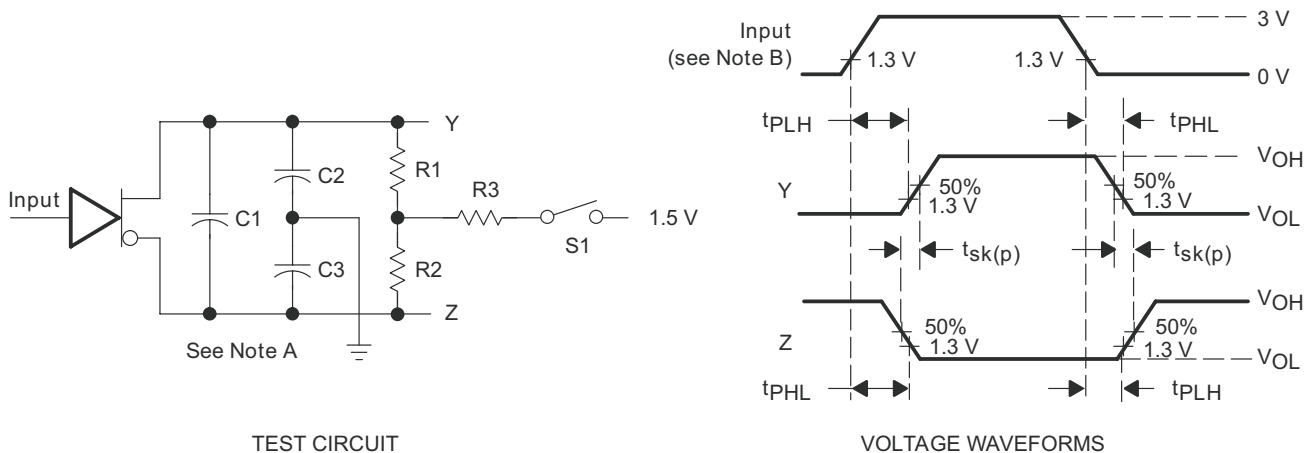 Input
C1
C2
C3
R1
R2
R3
S1
1.5 V
Y
Z
See Note A
TEST CIRCUIT
Input
(see Note B)
1.3 V
1.3 V
3 V
0 V
tPLH
tPHL
Y
50%
1.3 V
50%
1.3 V
VOH
VOL
tsk(p)
tsk(p)
Z
50%
1.3 V
50%
1.3 V
VOH
VOL
tPHL
tPLH
VOLTAGE WAVEFORMS